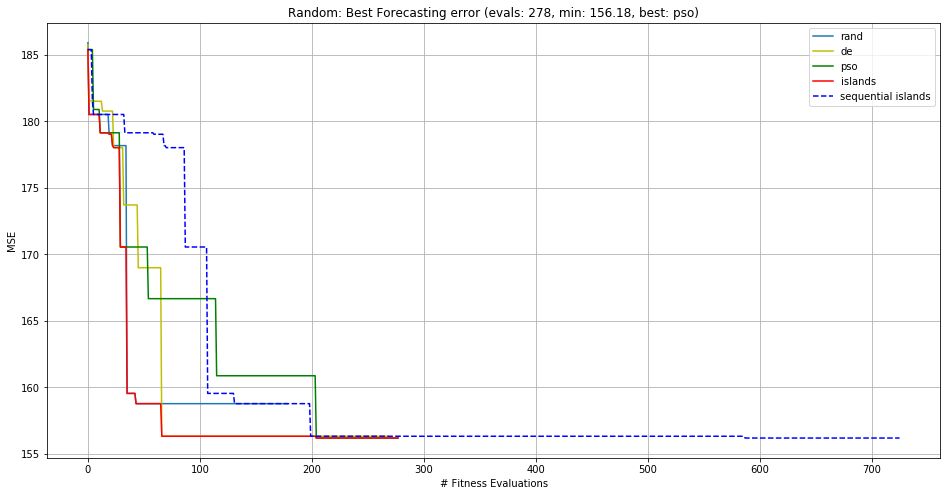 Random: Best Forecasting error (evals: 278, min: 156.18, best: pso)
rand
de
pso
islands
sequential islands
MSE
185
180
175
170
165
160
155
0 100 200 300 400 500 600 700
# Fitness Evaluations